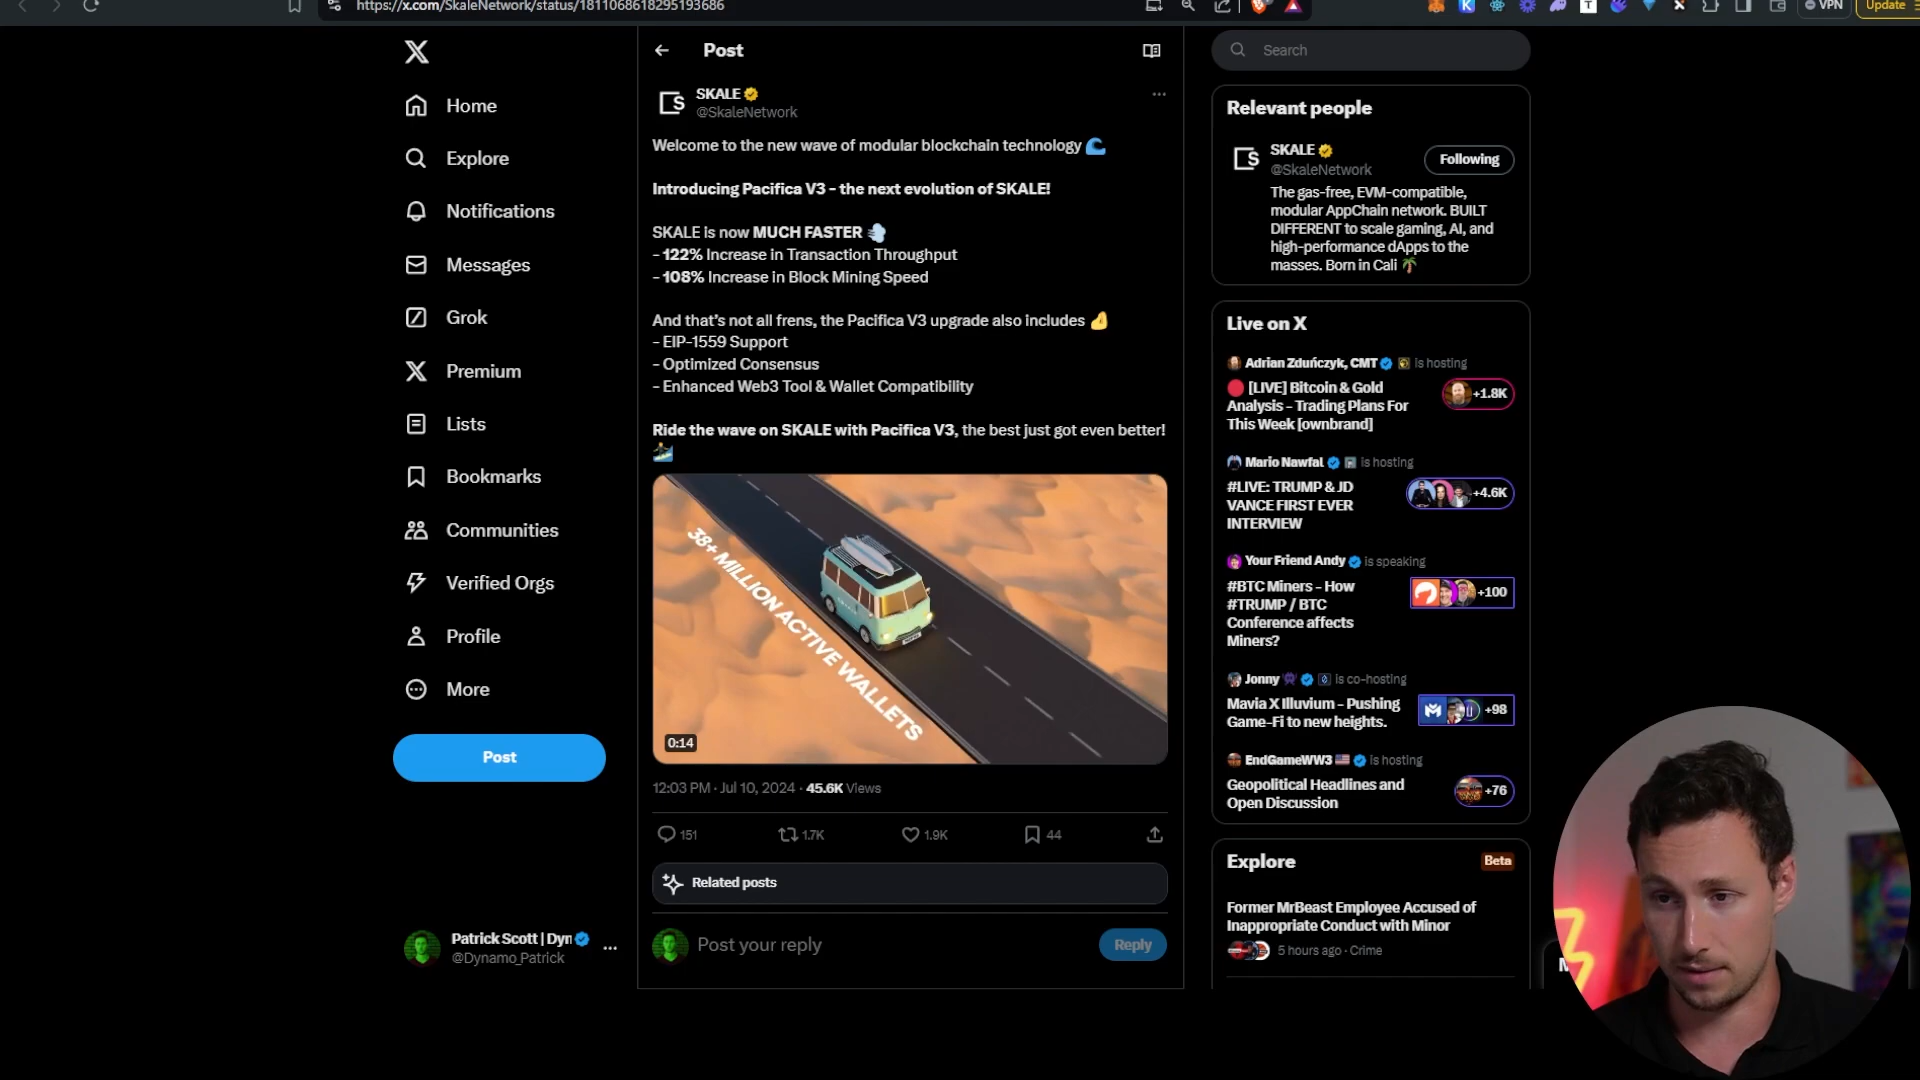 https://x.com/SkaleNetwork/status/1811068618295193686
VPN
Update
Home
Explore
Notifications
Messages
Grok
Premium
Lists
Bookmarks
Communities
Verified Orgs
Profile
More
Post
Patrick Scott | Dyn
@Dynamo_Patrick
Post
SKALE
@SkaleNetwork
Welcome to the new wave of modular blockchain technology 🌊
Introducing Pacifica V3 - the next evolution of SKALE!
SKALE is now MUCH FASTER 💨
- 122% Increase in Transaction Throughput
- 108% Increase in Block Mining Speed
And that's not all frens, the Pacifica V3 upgrade also includes 🫴
- EIP-1559 Support
- Optimized Consensus
- Enhanced Web3 Tool & Wallet Compatibility
Ride the wave on SKALE with Pacifica V3, the best just got even better!
🏄
38+ MILLION ACTIVE WALLETS
0:14
12:03 PM · Jul 10, 2024 · 45.6K Views
151
1.7K
1.9K
44
Related posts
Post your reply
Reply
Search
Relevant people
SKALE
@SkaleNetwork
Following
The gas-free, EVM-compatible,
modular AppChain network. BUILT
DIFFERENT to scale gaming, AI, and
high-performance dApps to the
masses. Born in Cali 🌴
Live on X
Adrian Zduńczyk, CMT is hosting
🔴 [LIVE] Bitcoin & Gold
Analysis - Trading Plans For
This Week [ownbrand]
+1.8K
Mario Nawfal is hosting
#LIVE: TRUMP & JD
VANCE FIRST EVER
INTERVIEW
+4.6K
Your Friend Andy is speaking
#BTC Miners - How
#TRUMP / BTC
Conference affects
Miners?
+100
Jonny is co-hosting
Mavia X Illuvium - Pushing
Game-Fi to new heights.
+98
EndGameWW3 🇺🇸 is hosting
Geopolitical Headlines and
Open Discussion
+76
Explore
Beta
Former MrBeast Employee Accused of
Inappropriate Conduct with Minor
5 hours ago · Crime